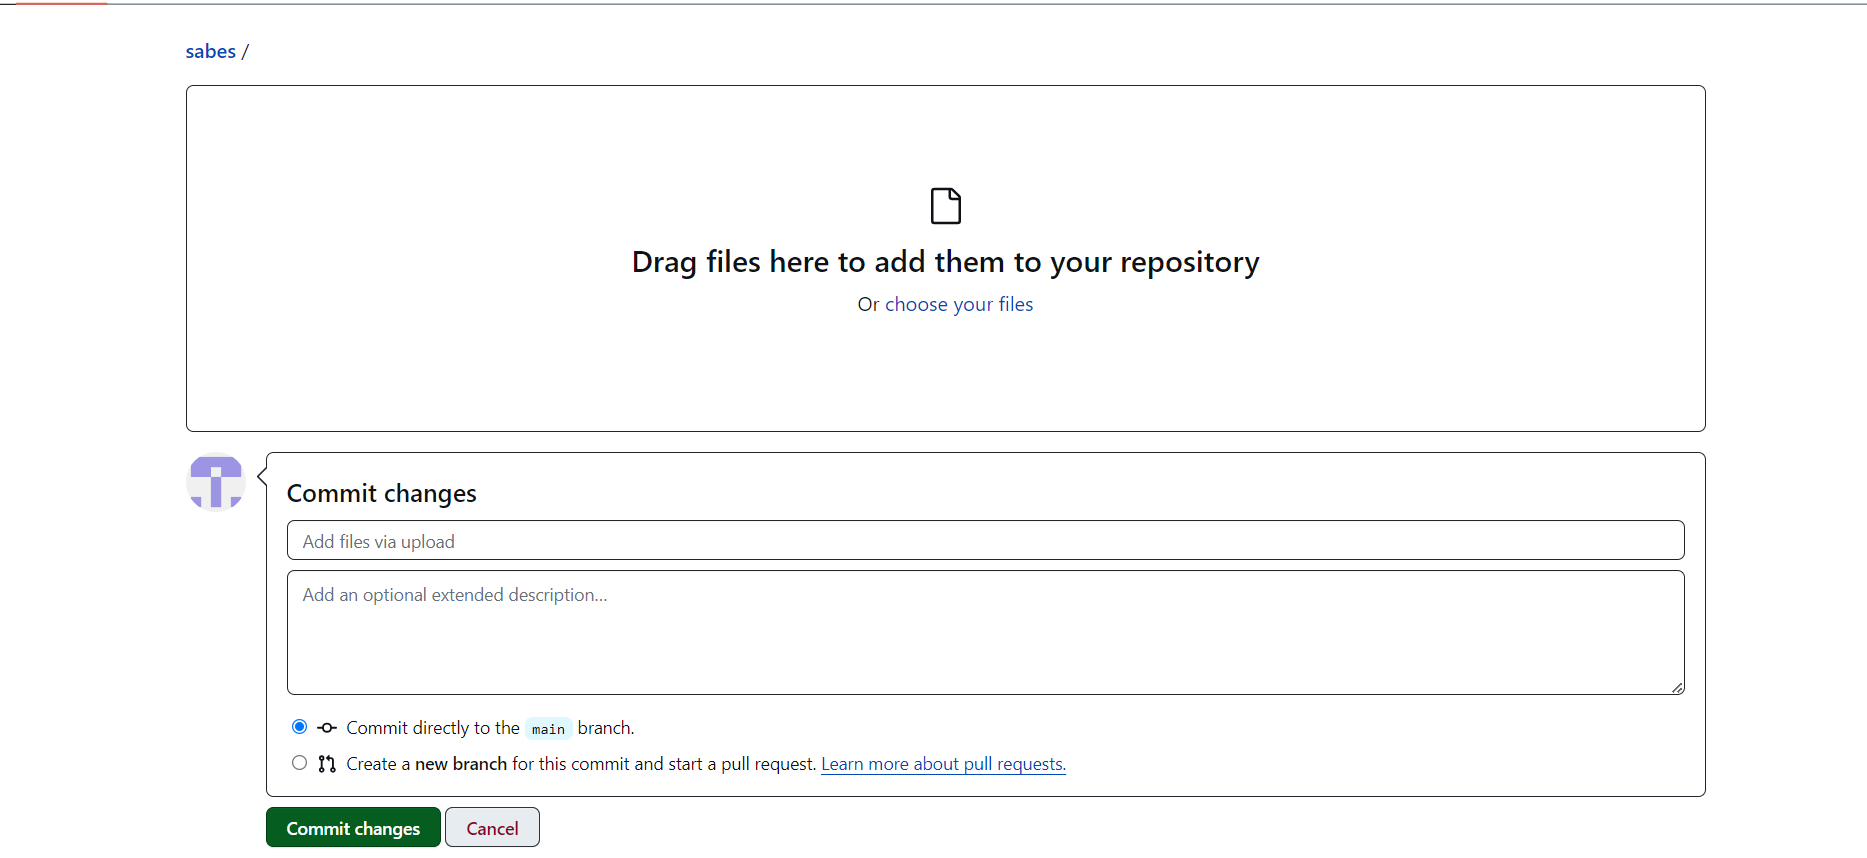 sabes /
Drag files here to add them to your repository
Or choose your files
Commit changes
Add files via upload
Add an optional extended description...
Commit directly to the main branch.
Create a new branch for this commit and start a pull request. Learn more about pull requests.
Commit changes Cancel